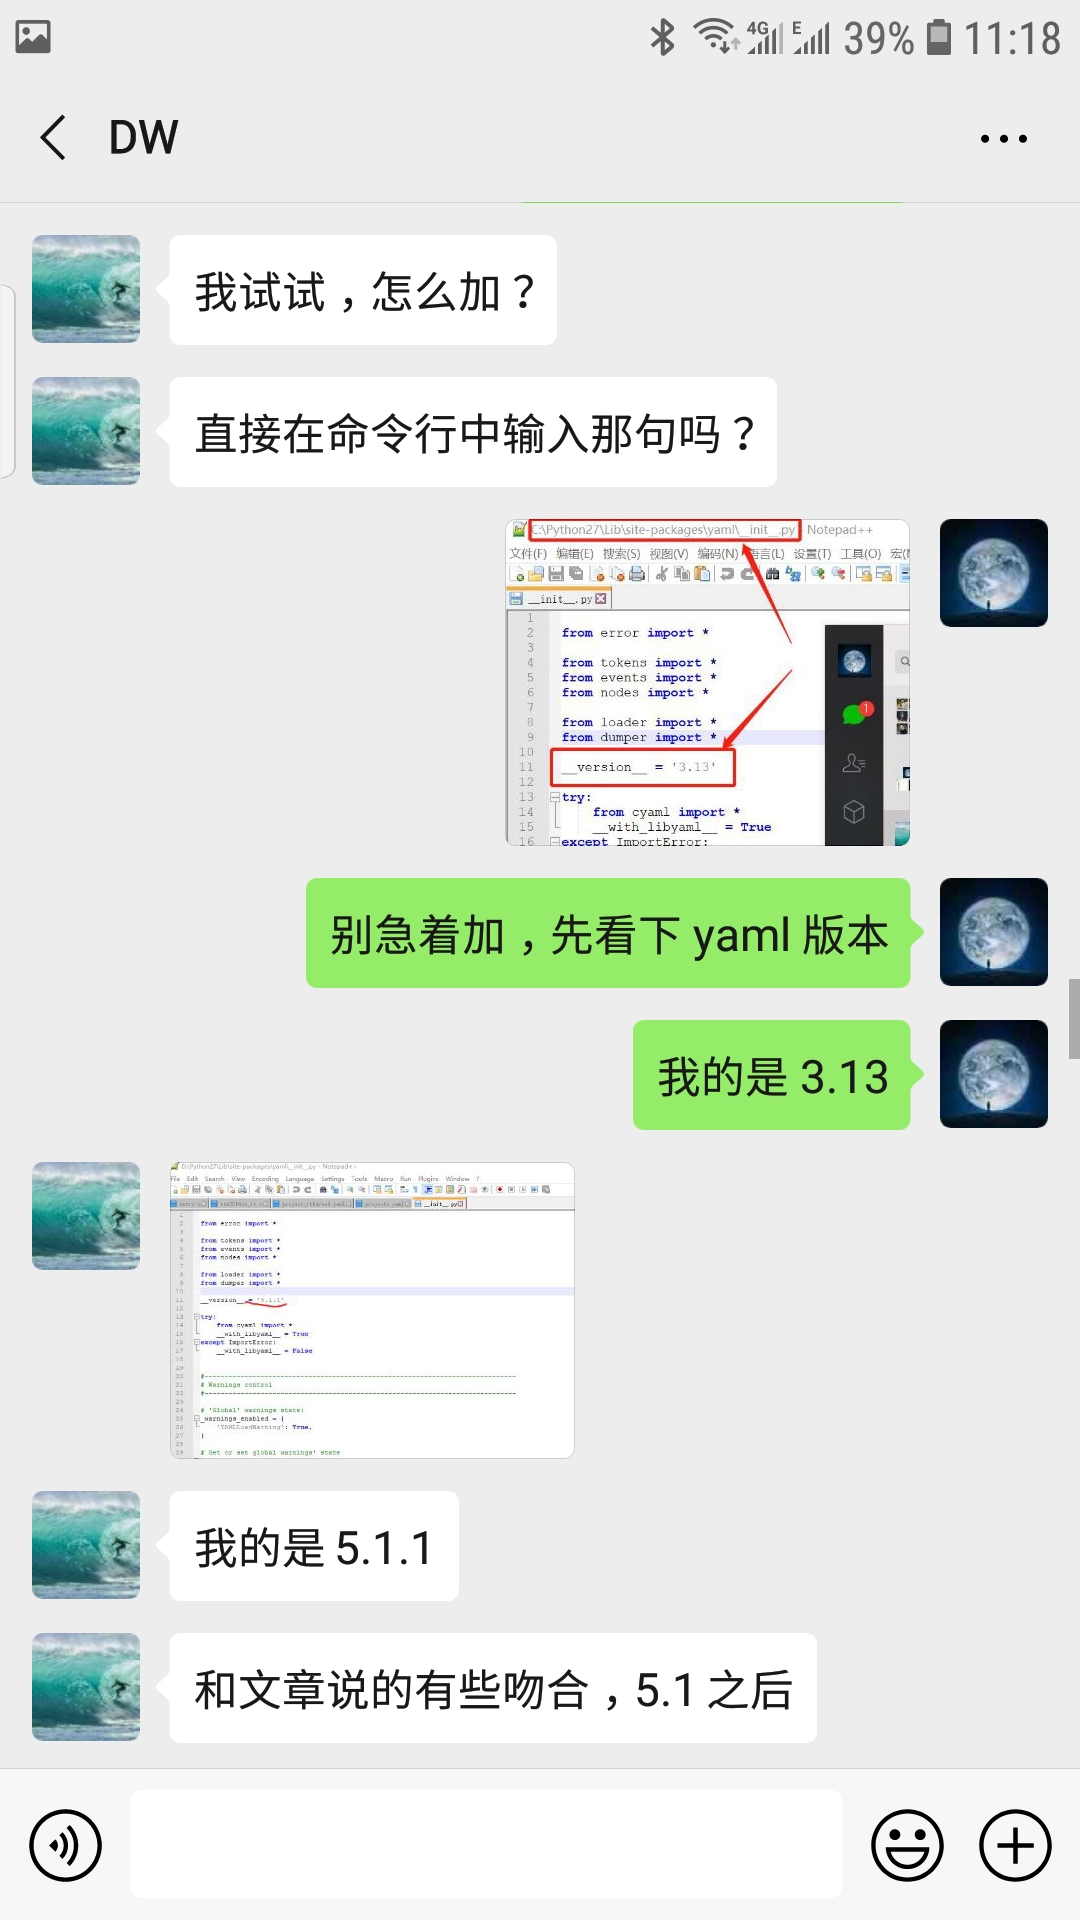 4G E 39% 11:18
DW
我试试，怎么加？
直接在命令行中输入那句吗？
C:\Python27\Lib\site-packages\yaml\__init__.py - Notepad++
文件(F) 编辑(E) 搜索(S) 视图(V) 编码(N) 语言(L) 设置(T) 工具(O) 宏(
__init__.py
1
2 from error import *
3
4 from tokens import *
5 from events import *
6 from nodes import *
7
8 from loader import *
9 from dumper import *
10
11 __version__ = '3.13'
12
13 try:
14 from cyaml import *
15 __with_libyaml__ = True
16 except ImportError:
1
别急着加，先看下 yaml 版本
我的是 3.13
D:\Python27\Lib\site-packages\yaml\__init__.py - Notepad++
File Edit Search View Encoding Language Settings Tools Macro Run Plugins Window ?
__init__.py
1
2 from error import *
3
4 from tokens import *
5 from events import *
6 from nodes import *
7
8 from loader import *
9 from dumper import *
10
11 __version__ = '5.1.1'
12
13 try:
14 from cyaml import *
15 __with_libyaml__ = True
16 except ImportError:
17 __with_libyaml__ = False
18
19
20 #------------------------------------------------------------------------------
21 # Warnings control
22 #------------------------------------------------------------------------------
23
24 # 'Global' warnings state:
25 _warnings_enabled = {
26 'YAMLLoadWarning': True,
27 }
28
29 # Get or set global warnings' state
我的是 5.1.1
和文章说的有些吻合，5.1 之后